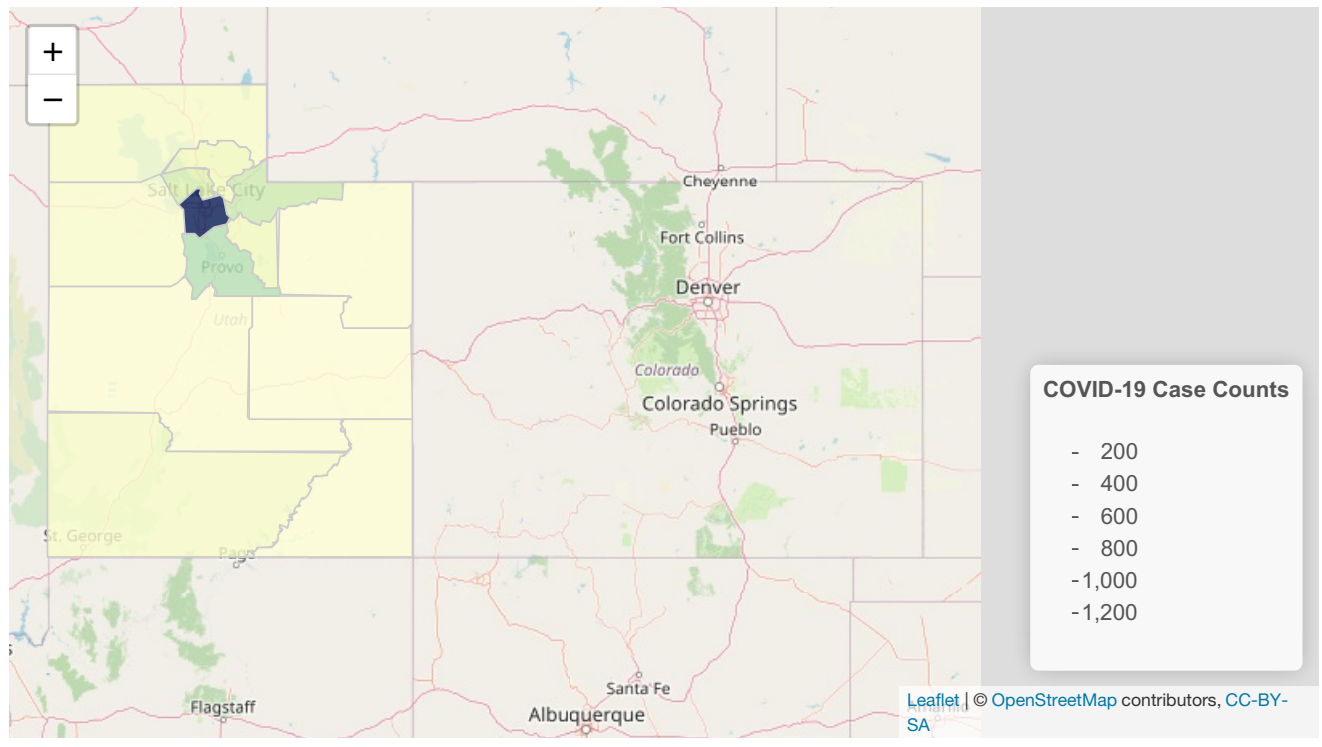 +
−
Salt Lake City
Cheyenne
Fort Collins
Provo
Denver
Utah
Colorado
Colorado Springs
Pueblo
St. George
Page
Santa Fe
Flagstaff
Albuquerque
Amarillo
COVID-19 Case Counts
- 200
- 400
- 600
- 800
-1,000
-1,200
Leaflet | © OpenStreetMap contributors, CC-BY-
SA